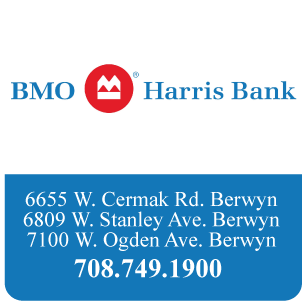 BMO ® Harris Bank
6655 W. Cermak Rd. Berwyn
6809 W. Stanley Ave. Berwyn
7100 W. Ogden Ave. Berwyn
708.749.1900